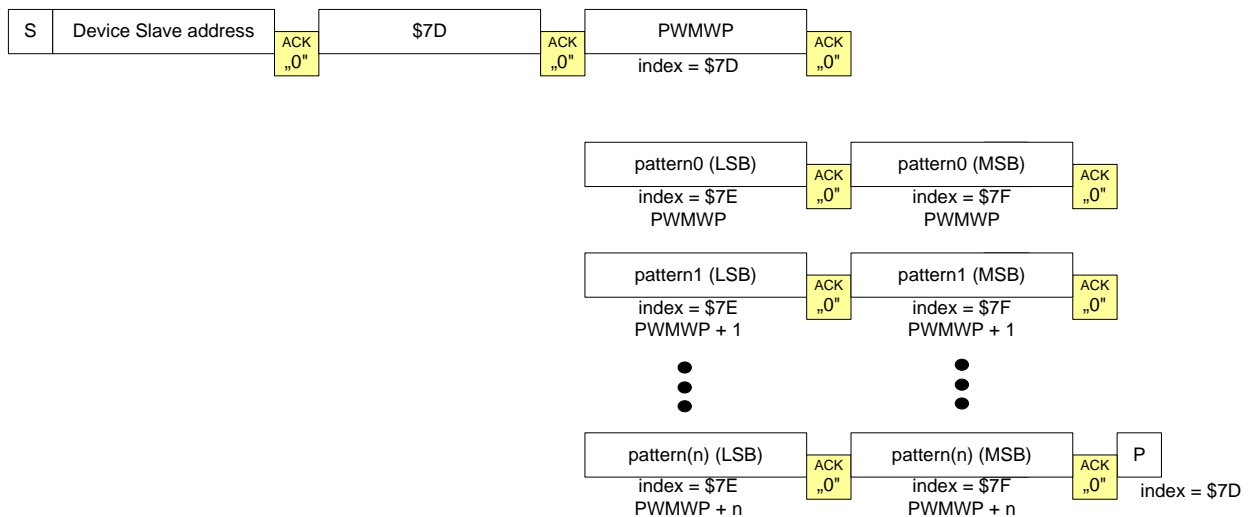 S Device Slave address ACK „0" $7D ACK „0" PWMWP ACK „0"
index = $7D
pattern0 (LSB) ACK „0" pattern0 (MSB) ACK „0"
index = $7E index = $7F
PWMWP PWMWP
pattern1 (LSB) ACK „0" pattern1 (MSB) ACK „0"
index = $7E index = $7F
PWMWP + 1 PWMWP + 1
pattern(n) (LSB) ACK „0" pattern(n) (MSB) ACK „0" P
index = $7E index = $7F index = $7D
PWMWP + n PWMWP + n